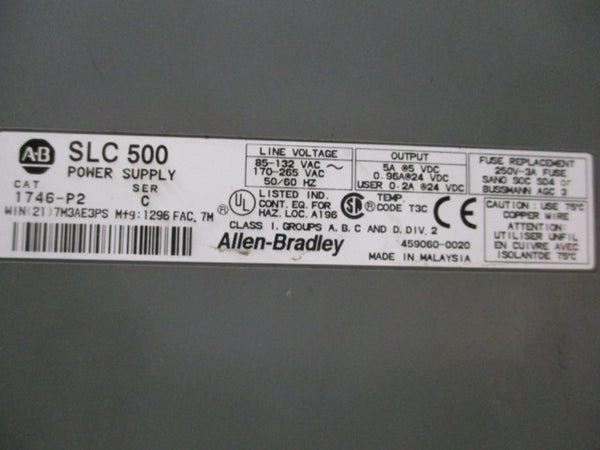 A-B SLC 500
POWER SUPPLY
CAT SER
1746-P2 C
WIN(21)7M3AE3PS M+9:1296 FAC, 7M
LINE VOLTAGE
85-132 VAC ~
170-265 VAC
50/60 HZ
OUTPUT
5A @5 VDC
0.96A@24 VDC
USER 0.2A @24 VDC
FUSE REPLACEMENT
250V-3A FUSE
SANO SOC SD4 or
BUSSMANN AGC 3
UL LISTED IND.
CONT. EQ. FOR
HAZ. LOC. A196
SA TEMP.
CODE T3C
CE
CLASS I, GROUPS A, B, C AND D, DIV. 2
Allen-Bradley
459060-0020
MADE IN MALAYSIA
CAUTION: USE 75°C
COPPER WIRE
ATTENTION:
UTILISER UNFIL
EN CUIVRE AVEC
ISOLANTDE 75°C